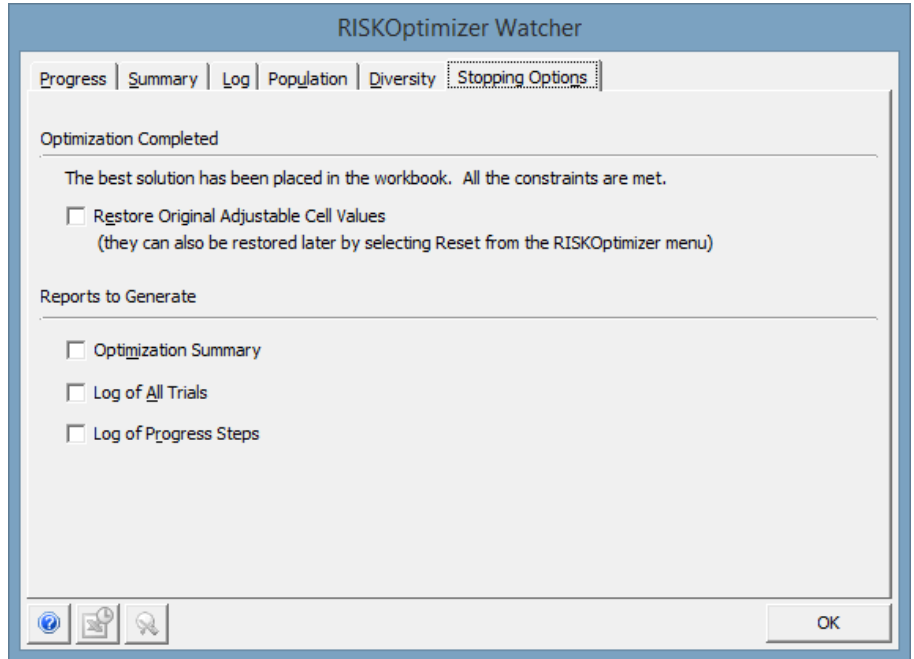 RISKOptimizer Watcher
Progress Summary Log Population Diversity Stopping Options
Optimization Completed
The best solution has been placed in the workbook. All the constraints are met.
Restore Original Adjustable Cell Values
(they can also be restored later by selecting Reset from the RISKOptimizer menu)
Reports to Generate
Optimization Summary
Log of All Trials
Log of Progress Steps
? OK